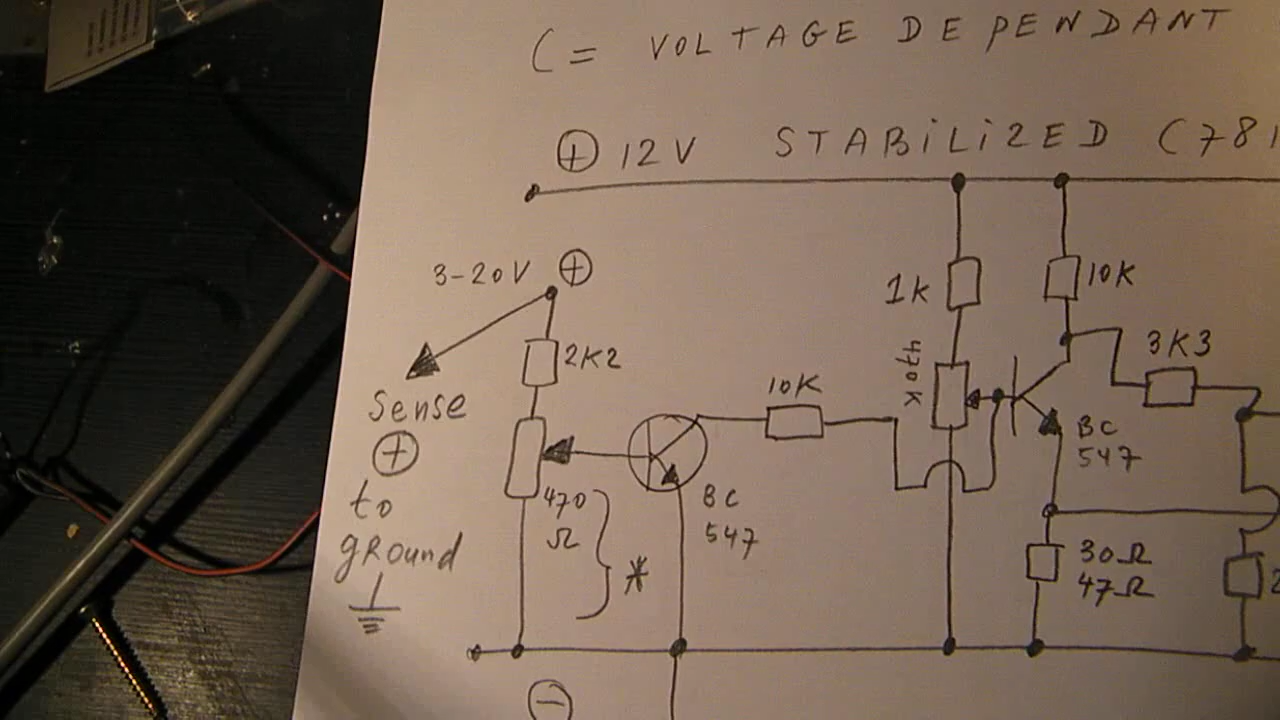 (= VOLTAGE DEPENDANT
⊕ 12V STABILIZED (781
3-20V ⊕
2K2
Sense
⊕
to
gRound
470
Ω
*
BC
547
10K
1K
470K
10K
3K3
BC
547
30Ω
47Ω
2
⊖